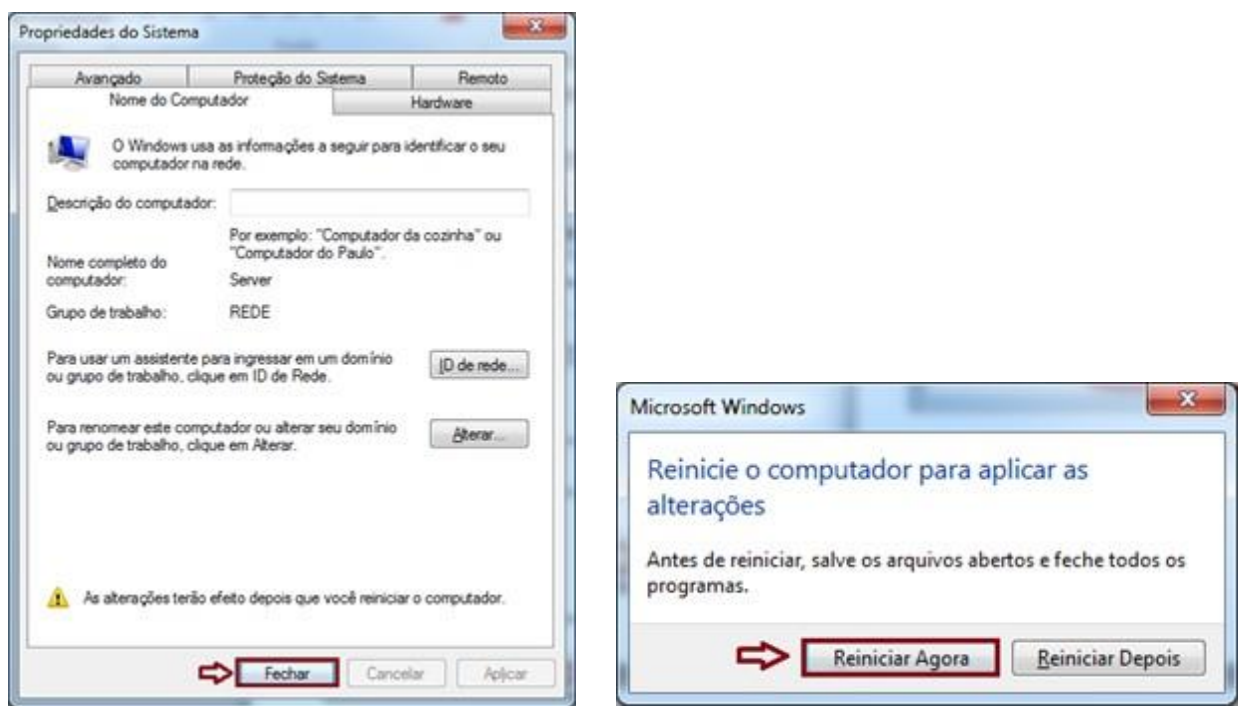 Propriedades do Sistema
Avançado
Proteção do Sistema
Remoto
Nome do Computador
Hardware
O Windows usa as informações a seguir para identificar o seu
computador na rede.
Descrição do computador:
Por exemplo: "Computador da cozinha" ou
"Computador do Paulo".
Nome completo do
computador:
Server
Grupo de trabalho:
REDE
Para usar um assistente para ingressar em um domínio
ou grupo de trabalho, clique em ID de Rede.
ID de rede...
Para renomear este computador ou alterar seu domínio
ou grupo de trabalho, clique em Alterar.
Alterar...
As alterações terão efeito depois que você reiniciar o computador.
Fechar
Cancelar
Aplicar
Microsoft Windows
Reinicie o computador para aplicar as
alterações
Antes de reiniciar, salve os arquivos abertos e feche todos os
programas.
Reiniciar Agora
Reiniciar Depois